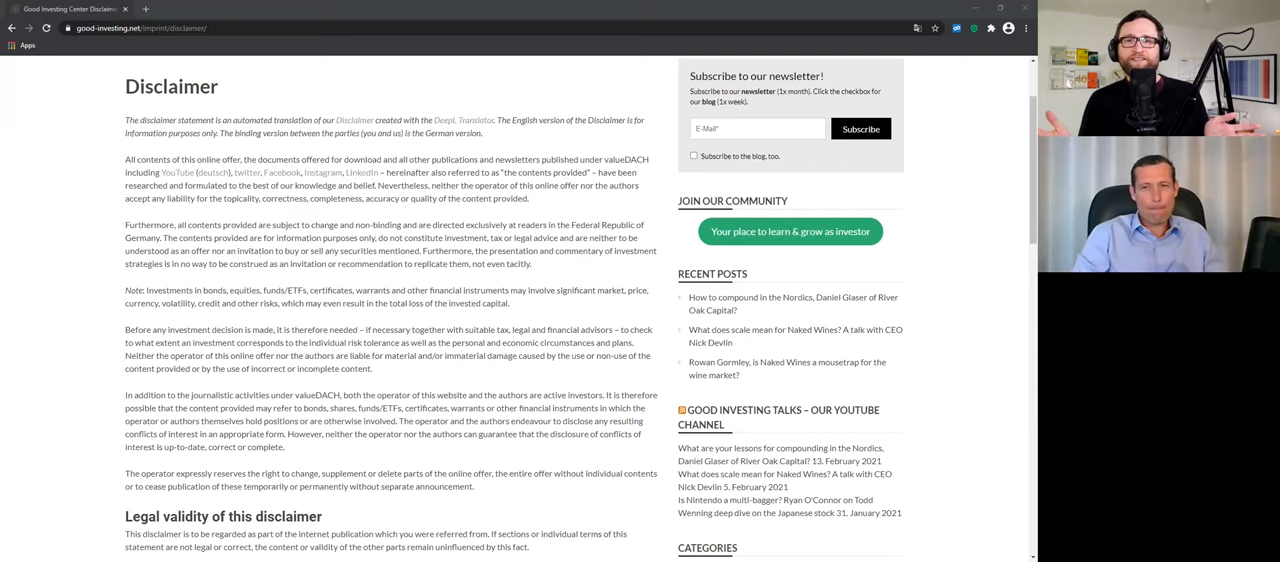 Good Investing Center Disclaim
good-investing.net/imprint/disclaimer/
Apps
Disclaimer
The disclaimer statement is an automated translation of our Disclaimer created with the DeepL Translator. The English version of the Disclaimer is for
information purposes only. The binding version between the parties (you and us) is the German version.
All contents of this online offer, the documents offered for download and all other publications and newsletters published under valueDACH
including YouTube (deutsch), twitter, Facebook, Instagram, LinkedIn – hereinafter also referred to as “the contents provided” – have been
researched and formulated to the best of our knowledge and belief. Nevertheless, neither the operator of this online offer nor the authors
accept any liability for the topicality, correctness, completeness, accuracy or quality of the content provided.
Furthermore, all contents provided are subject to change and non-binding and are directed exclusively at readers in the Federal Republic of
Germany. The contents provided are for information purposes only, do not constitute investment, tax or legal advice and are neither to be
understood as an offer nor an invitation to buy or sell any securities mentioned. Furthermore, the presentation and commentary of investment
strategies is in no way to be construed as an invitation or recommendation to replicate them, not even tacitly.
Note: Investments in bonds, equities, funds/ETFs, certificates, warrants and other financial instruments may involve significant market, price,
currency, volatility, credit and other risks, which may even result in the total loss of the invested capital.
Before any investment decision is made, it is therefore needed – if necessary together with suitable tax, legal and financial advisors – to check
to what extent an investment corresponds to the individual risk tolerance as well as the personal and economic circumstances and plans.
Neither the operator of this online offer nor the authors are liable for material and/or immaterial damage caused by the use or non-use of the
content provided or by the use of incorrect or incomplete content.
In addition to the journalistic activities under valueDACH, both the operator of this website and the authors are active investors. It is therefore
possible that the content provided may refer to bonds, shares, funds/ETFs, certificates, warrants or other financial instruments in which the
operator or authors themselves hold positions or are otherwise involved. The operator and the authors endeavour to disclose any resulting
conflicts of interest in an appropriate form. However, neither the operator nor the authors can guarantee that the disclosure of conflicts of
interest is up-to-date, correct or complete.
The operator expressly reserves the right to change, supplement or delete parts of the online offer, the entire offer without individual contents
or to cease publication of these temporarily or permanently without separate announcement.
Legal validity of this disclaimer
This disclaimer is to be regarded as part of the internet publication which you were referred from. If sections or individual terms of this
statement are not legal or correct, the content or validity of the other parts remain uninfluenced by this fact.
Subscribe to our newsletter!
Subscribe to our newsletter (1x month). Click the checkbox for
our blog (1x week).
E-Mail*
Subscribe
Subscribe to the blog, too.
JOIN OUR COMMUNITY
Your place to learn & grow as investor
RECENT POSTS
How to compound in the Nordics, Daniel Glaser of River
Oak Capital?
What does scale mean for Naked Wines? A talk with CEO
Nick Devlin
Rowan Gormley, is Naked Wines a mousetrap for the
wine market?
GOOD INVESTING TALKS – OUR YOUTUBE
CHANNEL
What are your lessons for compounding in the Nordics,
Daniel Glaser of River Oak Capital? 13. February 2021
What does scale mean for Naked Wines? A talk with CEO
Nick Devlin 5. February 2021
Is Nintendo a multi-bagger? Ryan O'Connor on Todd
Wenning deep dive on the Japanese stock 31. January 2021
CATEGORIES